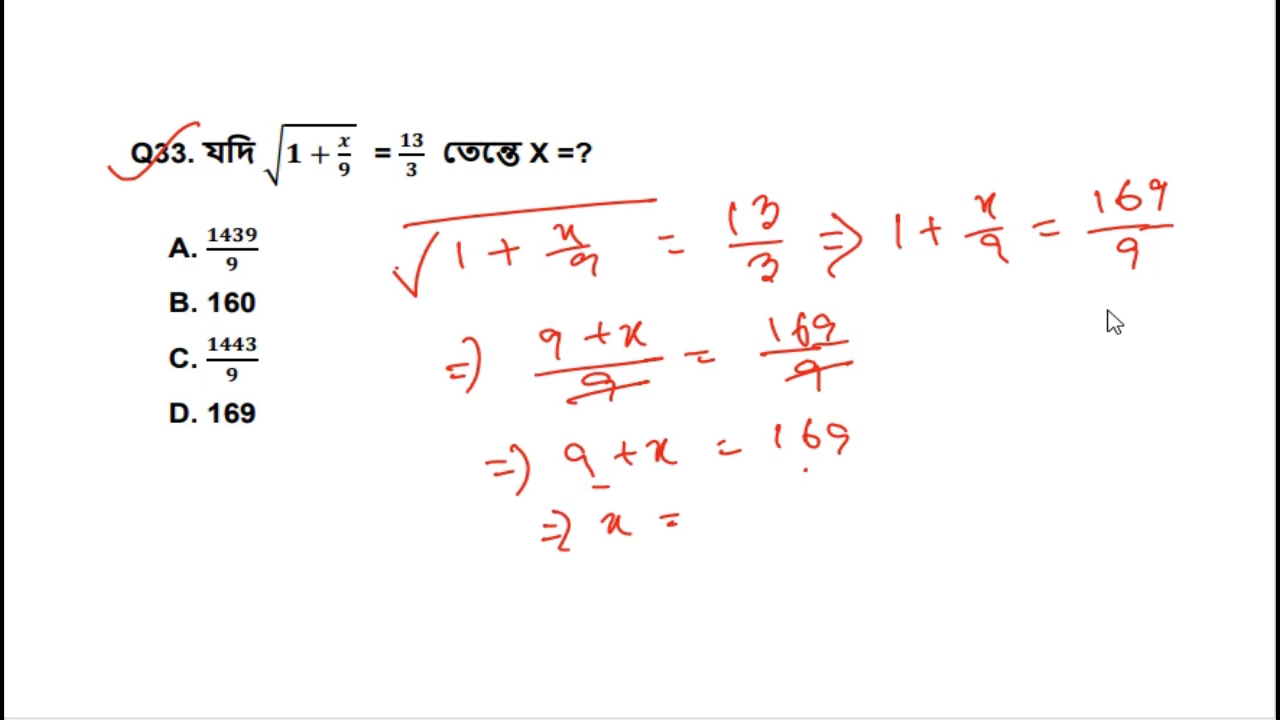 Q33. যদি √(1 + x/9) = 13/3 তেন্তে X =?
A. 1439/9
B. 160
C. 1443/9
D. 169
√(1 + x/9) = 13/3 ⇒ 1 + x/9 = 169/9
⇒ (9 + x)/9 = 169/9
⇒ 9 + x = 169
⇒ x =